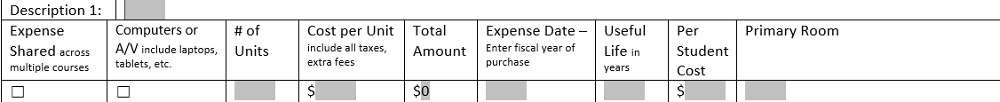 Description 1:
Expense Shared across multiple courses
Computers or A/V include laptops, tablets, etc.
# of Units
Cost per Unit include all taxes, extra fees
Total Amount
Expense Date – Enter fiscal year of purchase
Useful Life in years
Per Student Cost
Primary Room
☐ ☐ $ $0 $